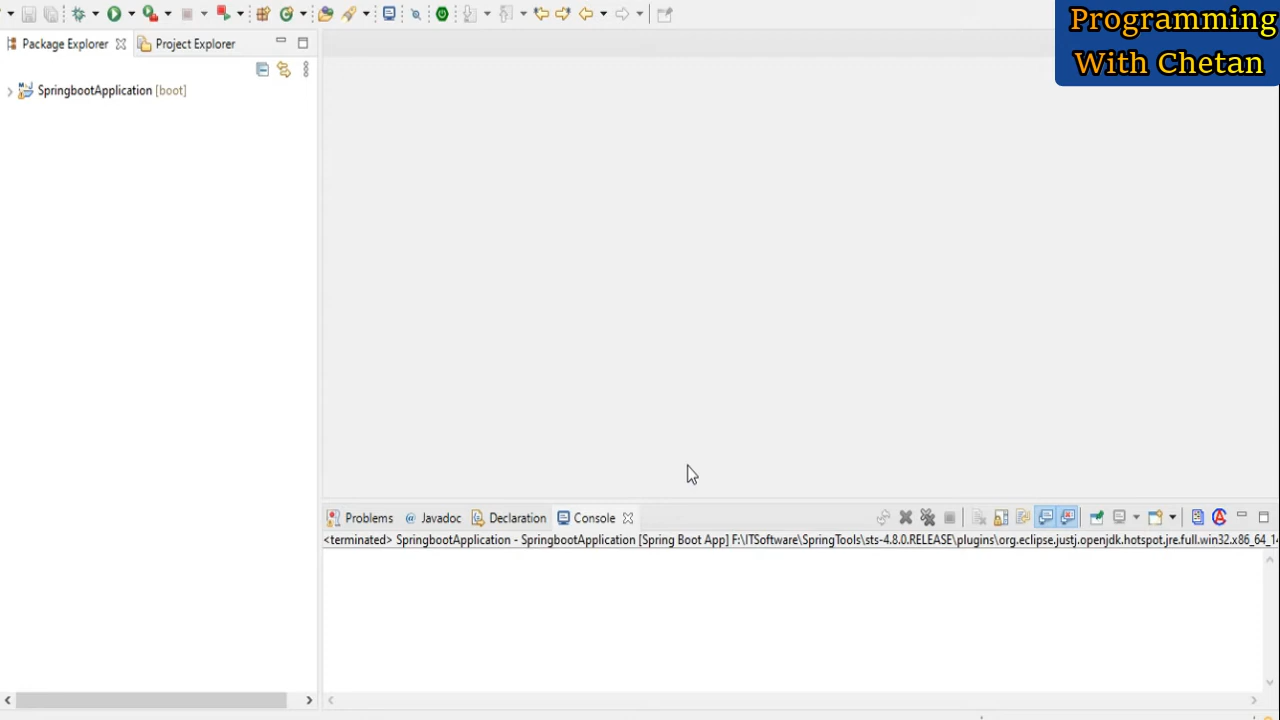 Programming
With Chetan
Package Explorer
Project Explorer
SpringbootApplication [boot]
Problems
Javadoc
Declaration
Console
<terminated> SpringbootApplication - SpringbootApplication [Spring Boot App] F:\ITSoftware\SpringTools\sts-4.8.0.RELEASE\plugins\org.eclipse.justj.openjdk.hotspot.jre.full.win32.x86_64_14